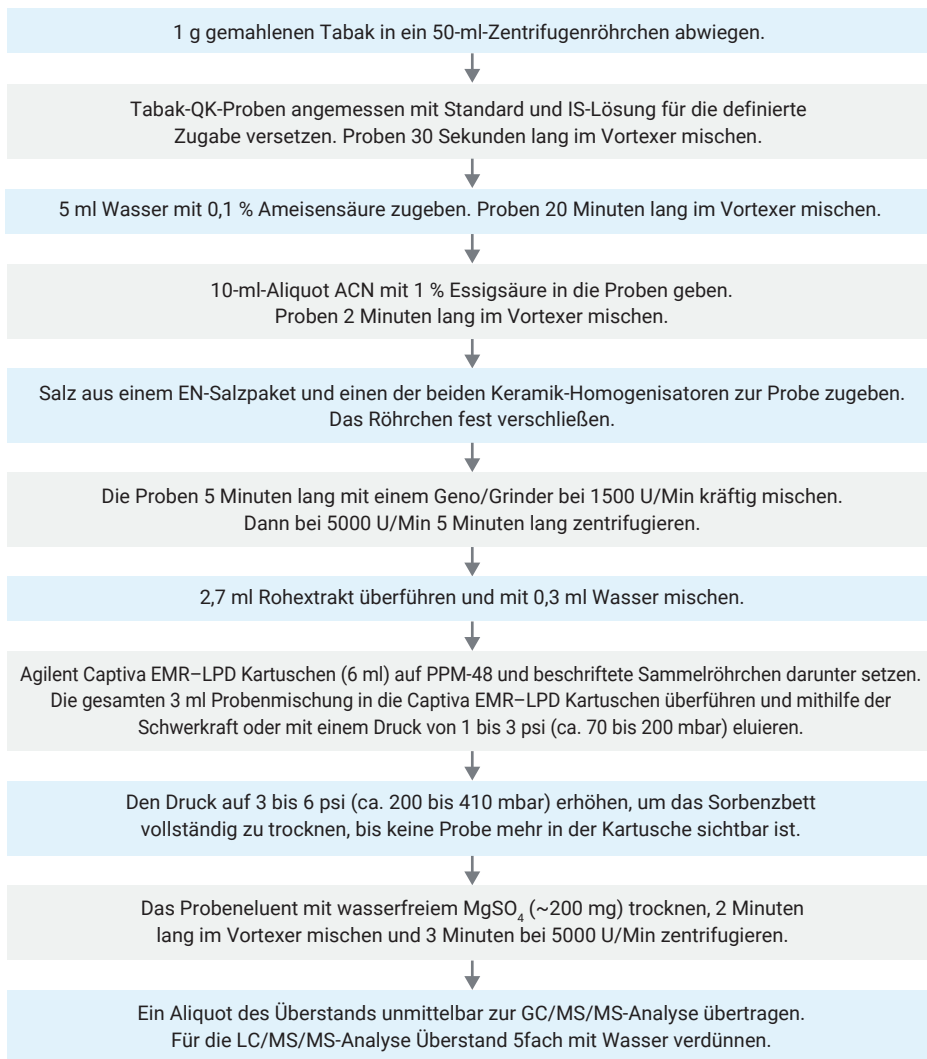 1 g gemahlenen Tabak in ein 50-ml-Zentrifugenröhrchen abwiegen.
Tabak-QK-Proben angemessen mit Standard und IS-Lösung für die definierte
Zugabe versetzen. Proben 30 Sekunden lang im Vortexer mischen.
5 ml Wasser mit 0,1 % Ameisensäure zugeben. Proben 20 Minuten lang im Vortexer mischen.
10-ml-Aliquot ACN mit 1 % Essigsäure in die Proben geben.
Proben 2 Minuten lang im Vortexer mischen.
Salz aus einem EN-Salzpaket und einen der beiden Keramik-Homogenisatoren zur Probe zugeben.
Das Röhrchen fest verschließen.
Die Proben 5 Minuten lang mit einem Geno/Grinder bei 1500 U/Min kräftig mischen.
Dann bei 5000 U/Min 5 Minuten lang zentrifugieren.
2,7 ml Rohextrakt überführen und mit 0,3 ml Wasser mischen.
Agilent Captiva EMR–LPD Kartuschen (6 ml) auf PPM-48 und beschriftete Sammelröhrchen darunter setzen.
Die gesamten 3 ml Probenmischung in die Captiva EMR–LPD Kartuschen überführen und mithilfe der
Schwerkraft oder mit einem Druck von 1 bis 3 psi (ca. 70 bis 200 mbar) eluieren.
Den Druck auf 3 bis 6 psi (ca. 200 bis 410 mbar) erhöhen, um das Sorbenzbett
vollständig zu trocknen, bis keine Probe mehr in der Kartusche sichtbar ist.
Das Probeneluent mit wasserfreiem MgSO₄ (~200 mg) trocknen, 2 Minuten
lang im Vortexer mischen und 3 Minuten bei 5000 U/Min zentrifugieren.
Ein Aliquot des Überstands unmittelbar zur GC/MS/MS-Analyse übertragen.
Für die LC/MS/MS-Analyse Überstand 5fach mit Wasser verdünnen.